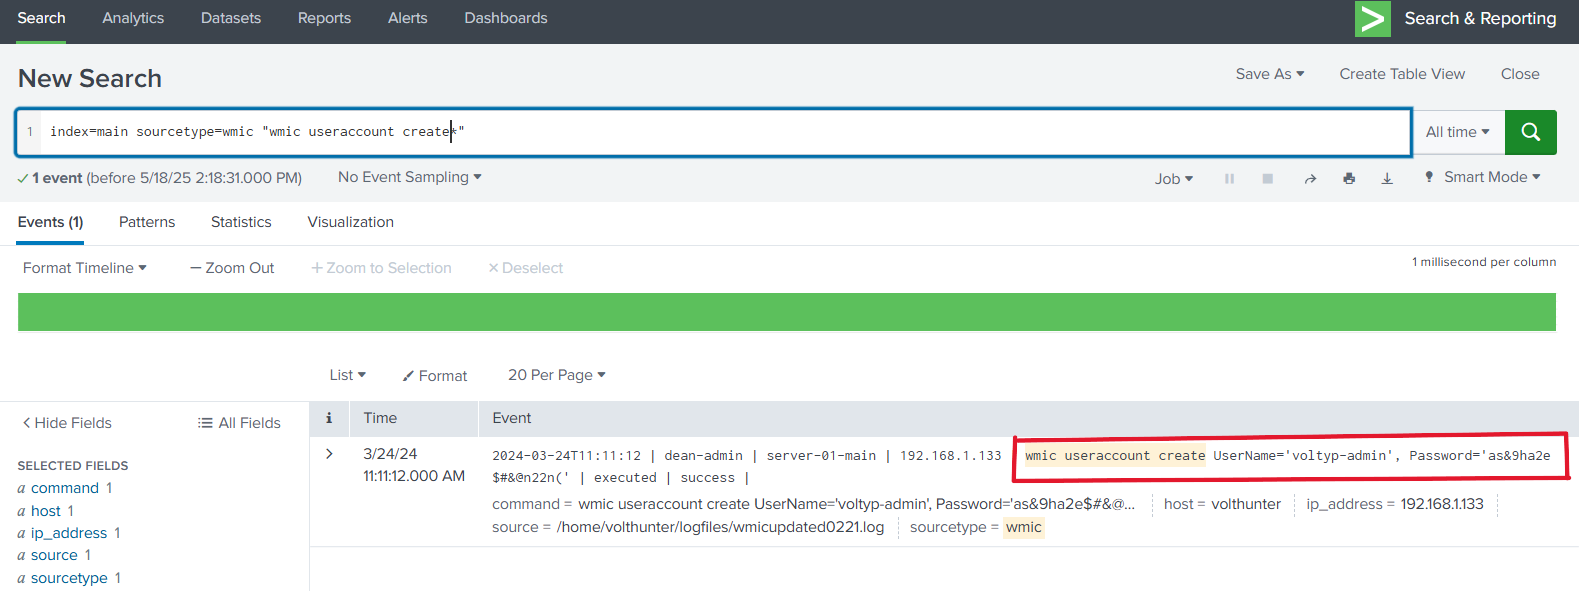 Search Analytics Datasets Reports Alerts Dashboards Search & Reporting
New Search Save As Create Table View Close
1 index=main sourcetype=wmic "wmic useraccount create*" All time
1 event (before 5/18/25 2:18:31.000 PM) No Event Sampling Job Smart Mode
Events (1) Patterns Statistics Visualization
Format Timeline — Zoom Out + Zoom to Selection × Deselect 1 millisecond per column
List Format 20 Per Page
< Hide Fields All Fields i Time Event
SELECTED FIELDS
a command 1
a host 1
a ip_address 1
a source 1
a sourcetype 1
> 3/24/24
11:11:12.000 AM
2024-03-24T11:11:12 | dean-admin | server-01-main | 192.168.1.133 wmic useraccount create UserName='voltyp-admin', Password='as&9ha2e
$#&@n22n(' | executed | success |
command = wmic useraccount create UserName='voltyp-admin', Password='as&9ha2e$#&@... host = volthunter ip_address = 192.168.1.133
source = /home/volthunter/logfiles/wmicupdated0221.log sourcetype = wmic